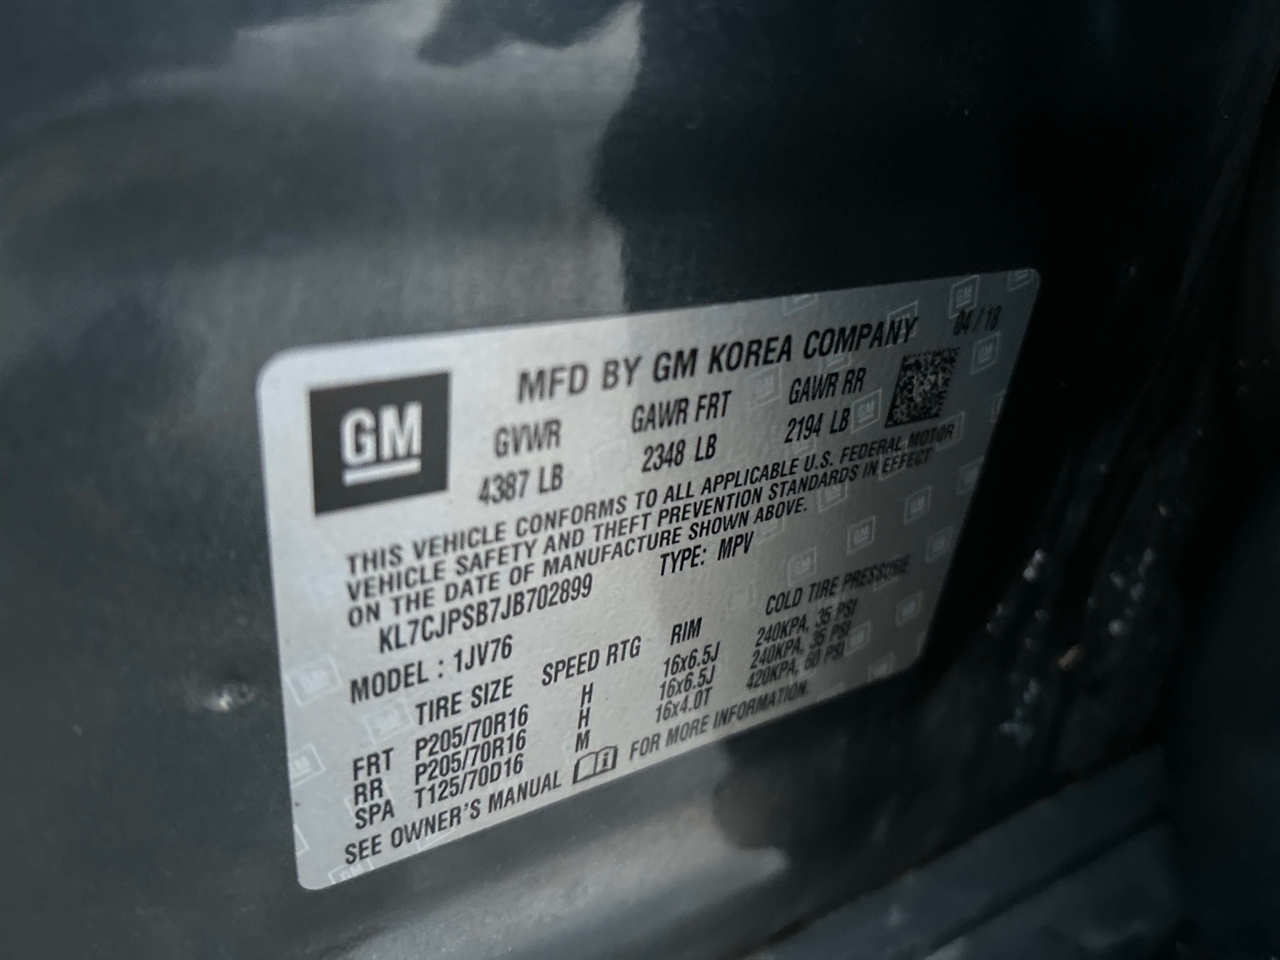 MFD BY GM KOREA COMPANY 04/18
GM
GVWR GAWR FRT GAWR RR
4387 LB 2348 LB 2194 LB
THIS VEHICLE CONFORMS TO ALL APPLICABLE U.S. FEDERAL MOTOR
VEHICLE SAFETY AND THEFT PREVENTION STANDARDS IN EFFECT
ON THE DATE OF MANUFACTURE SHOWN ABOVE.
KL7CJPSB7JB702899 TYPE: MPV
MODEL : 1JV76
TIRE SIZE SPEED RTG RIM COLD TIRE PRESSURE
FRT P205/70R16 H 16x6.5J 240KPA, 35 PSI
RR P205/70R16 H 16x6.5J 240KPA, 35 PSI
SPA T125/70D16 M 16x4.0T 420KPA, 60 PSI
SEE OWNER'S MANUAL FOR MORE INFORMATION.